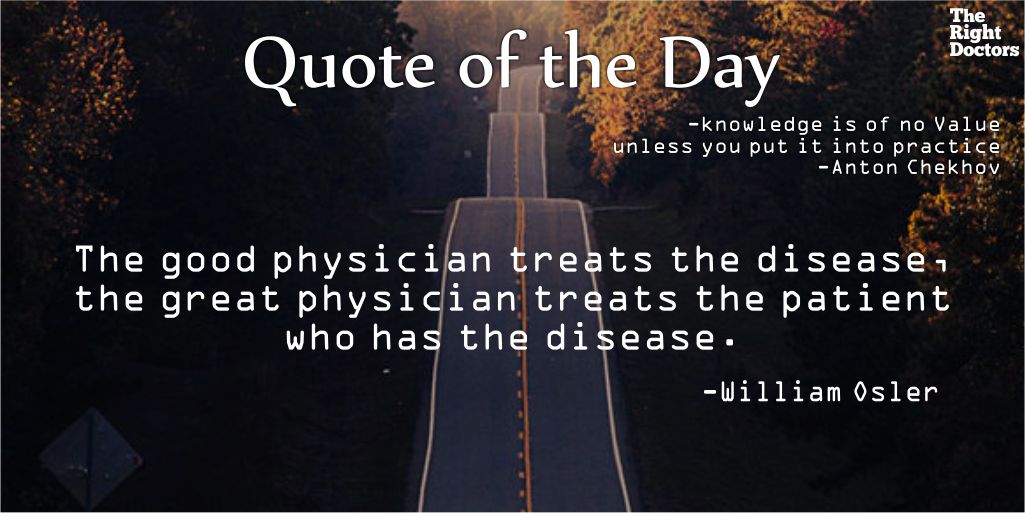 The
Right
Doctors
Quote of the Day
-knowledge is of no Value
unless you put it into practice
-Anton Chekhov
The good physician treats the disease,
the great physician treats the patient
who has the disease.
-William Osler